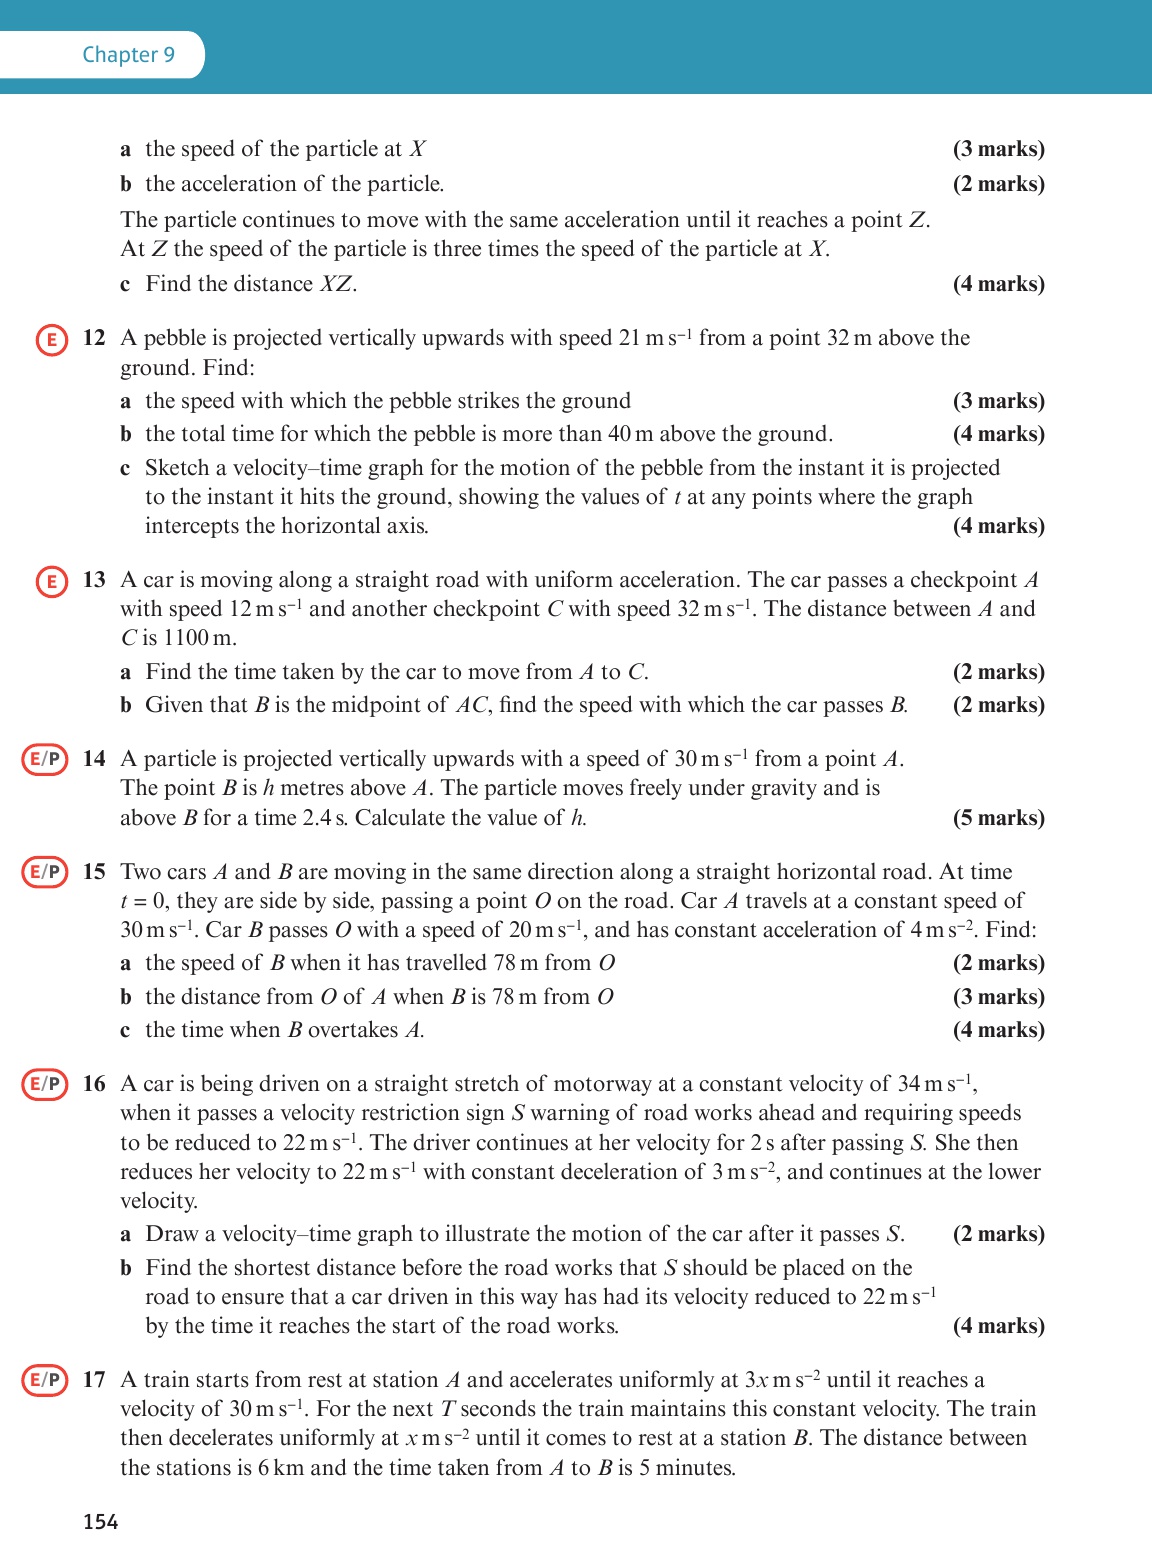 Chapter 9
a the speed of the particle at X (3 marks)
b the acceleration of the particle. (2 marks)
The particle continues to move with the same acceleration until it reaches a point Z.
At Z the speed of the particle is three times the speed of the particle at X.
c Find the distance XZ. (4 marks)
E 12 A pebble is projected vertically upwards with speed 21 m s⁻¹ from a point 32 m above the
ground. Find:
a the speed with which the pebble strikes the ground (3 marks)
b the total time for which the pebble is more than 40 m above the ground. (4 marks)
c Sketch a velocity–time graph for the motion of the pebble from the instant it is projected
to the instant it hits the ground, showing the values of t at any points where the graph
intercepts the horizontal axis. (4 marks)
E 13 A car is moving along a straight road with uniform acceleration. The car passes a checkpoint A
with speed 12 m s⁻¹ and another checkpoint C with speed 32 m s⁻¹. The distance between A and
C is 1100 m.
a Find the time taken by the car to move from A to C. (2 marks)
b Given that B is the midpoint of AC, find the speed with which the car passes B. (2 marks)
E/P 14 A particle is projected vertically upwards with a speed of 30 m s⁻¹ from a point A.
The point B is h metres above A. The particle moves freely under gravity and is
above B for a time 2.4 s. Calculate the value of h. (5 marks)
E/P 15 Two cars A and B are moving in the same direction along a straight horizontal road. At time
t = 0, they are side by side, passing a point O on the road. Car A travels at a constant speed of
30 m s⁻¹. Car B passes O with a speed of 20 m s⁻¹, and has constant acceleration of 4 m s⁻². Find:
a the speed of B when it has travelled 78 m from O (2 marks)
b the distance from O of A when B is 78 m from O (3 marks)
c the time when B overtakes A. (4 marks)
E/P 16 A car is being driven on a straight stretch of motorway at a constant velocity of 34 m s⁻¹,
when it passes a velocity restriction sign S warning of road works ahead and requiring speeds
to be reduced to 22 m s⁻¹. The driver continues at her velocity for 2 s after passing S. She then
reduces her velocity to 22 m s⁻¹ with constant deceleration of 3 m s⁻², and continues at the lower
velocity.
a Draw a velocity–time graph to illustrate the motion of the car after it passes S. (2 marks)
b Find the shortest distance before the road works that S should be placed on the
road to ensure that a car driven in this way has had its velocity reduced to 22 m s⁻¹
by the time it reaches the start of the road works. (4 marks)
E/P 17 A train starts from rest at station A and accelerates uniformly at 3x m s⁻² until it reaches a
velocity of 30 m s⁻¹. For the next T seconds the train maintains this constant velocity. The train
then decelerates uniformly at x m s⁻² until it comes to rest at a station B. The distance between
the stations is 6 km and the time taken from A to B is 5 minutes.
154